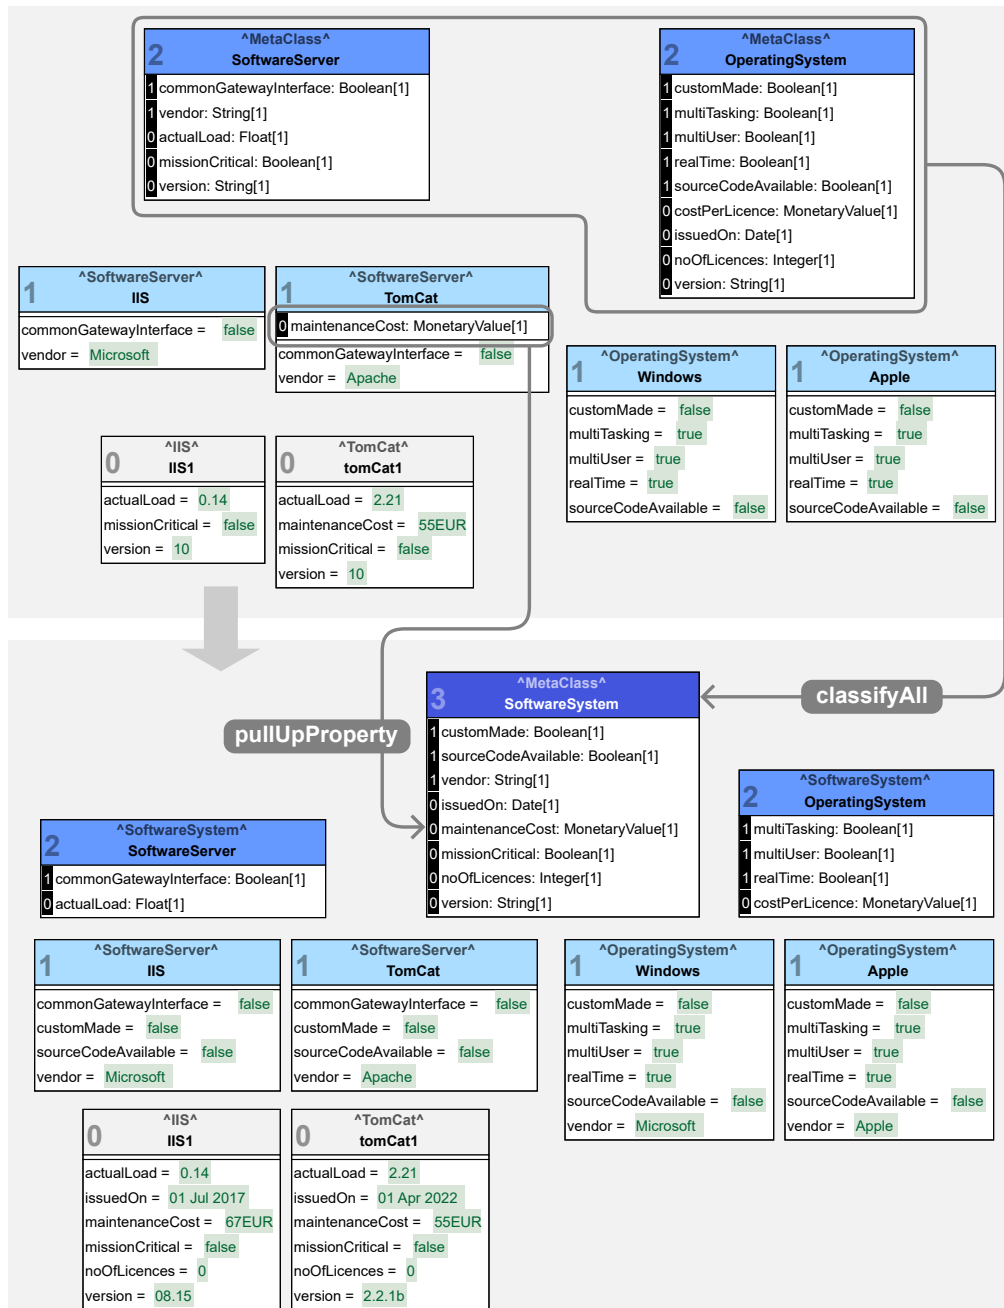 2
^MetaClass^
SoftwareServer
1 commonGatewayInterface: Boolean[1]
1 vendor: String[1]
0 actualLoad: Float[1]
0 missionCritical: Boolean[1]
0 version: String[1]
2
^MetaClass^
OperatingSystem
1 customMade: Boolean[1]
1 multiTasking: Boolean[1]
1 multiUser: Boolean[1]
1 realTime: Boolean[1]
1 sourceCodeAvailable: Boolean[1]
0 costPerLicence: MonetaryValue[1]
0 issuedOn: Date[1]
0 noOfLicences: Integer[1]
0 version: String[1]
1
^SoftwareServer^
IIS
commonGatewayInterface = false
vendor = Microsoft
1
^SoftwareServer^
TomCat
0 maintenanceCost: MonetaryValue[1]
commonGatewayInterface = false
vendor = Apache
1
^OperatingSystem^
Windows
customMade = false
multiTasking = true
multiUser = true
realTime = true
sourceCodeAvailable = false
1
^OperatingSystem^
Apple
customMade = false
multiTasking = true
multiUser = true
realTime = true
sourceCodeAvailable = false
0
^IIS^
IIS1
actualLoad = 0.14
missionCritical = false
version = 10
0
^TomCat^
tomCat1
actualLoad = 2.21
maintenanceCost = 55EUR
missionCritical = false
version = 10
pullUpProperty
classifyAll
3
^MetaClass^
SoftwareSystem
1 customMade: Boolean[1]
1 sourceCodeAvailable: Boolean[1]
1 vendor: String[1]
0 issuedOn: Date[1]
0 maintenanceCost: MonetaryValue[1]
0 missionCritical: Boolean[1]
0 noOfLicences: Integer[1]
0 version: String[1]
2
^SoftwareSystem^
OperatingSystem
1 multiTasking: Boolean[1]
1 multiUser: Boolean[1]
1 realTime: Boolean[1]
0 costPerLicence: MonetaryValue[1]
2
^SoftwareSystem^
SoftwareServer
1 commonGatewayInterface: Boolean[1]
0 actualLoad: Float[1]
1
^SoftwareServer^
IIS
commonGatewayInterface = false
customMade = false
sourceCodeAvailable = false
vendor = Microsoft
1
^SoftwareServer^
TomCat
commonGatewayInterface = false
customMade = false
sourceCodeAvailable = false
vendor = Apache
1
^OperatingSystem^
Windows
customMade = false
multiTasking = true
multiUser = true
realTime = true
sourceCodeAvailable = false
vendor = Microsoft
1
^OperatingSystem^
Apple
customMade = false
multiTasking = true
multiUser = true
realTime = true
sourceCodeAvailable = false
vendor = Apple
0
^IIS^
IIS1
actualLoad = 0.14
issuedOn = 01 Jul 2017
maintenanceCost = 67EUR
missionCritical = false
noOfLicences = 0
version = 08.15
0
^TomCat^
tomCat1
actualLoad = 2.21
issuedOn = 01 Apr 2022
maintenanceCost = 55EUR
missionCritical = false
noOfLicences = 0
version = 2.2.1b